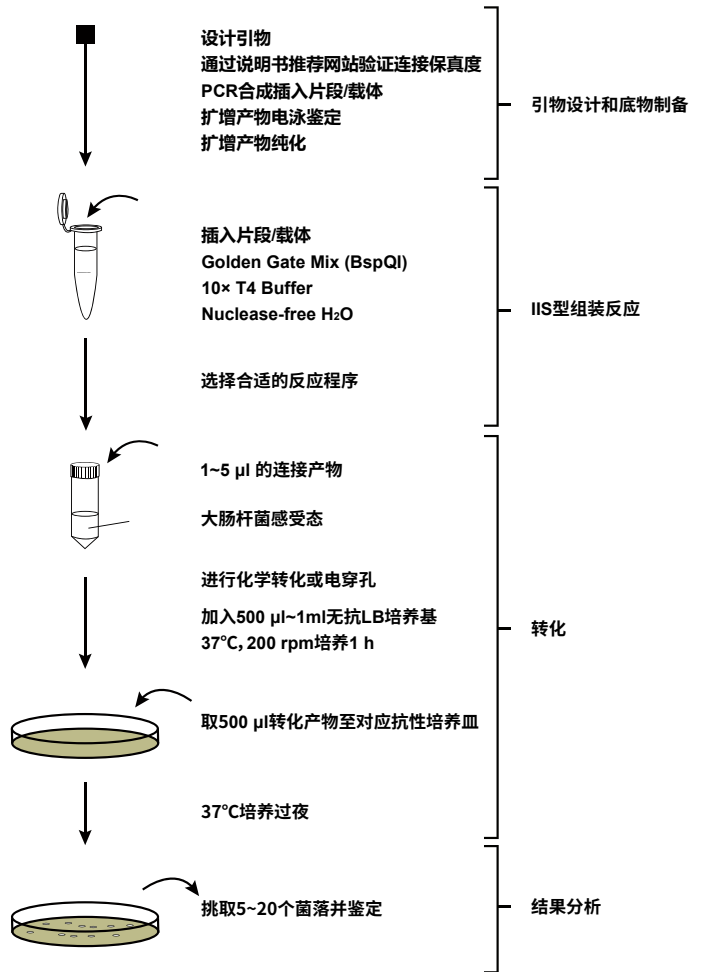 设计引物
通过说明书推荐网站验证连接保真度
PCR合成插入片段/载体
扩增产物电泳鉴定
扩增产物纯化
引物设计和底物制备
插入片段/载体
Golden Gate Mix (BspQI)
10× T4 Buffer
Nuclease-free H₂O
选择合适的反应程序
IIS型组装反应
1~5 μl 的连接产物
大肠杆菌感受态
进行化学转化或电穿孔
加入500 μl~1ml无抗LB培养基
37℃, 200 rpm培养1 h
取500 μl转化产物至对应抗性培养皿
37℃培养过夜
转化
挑取5~20个菌落并鉴定
结果分析